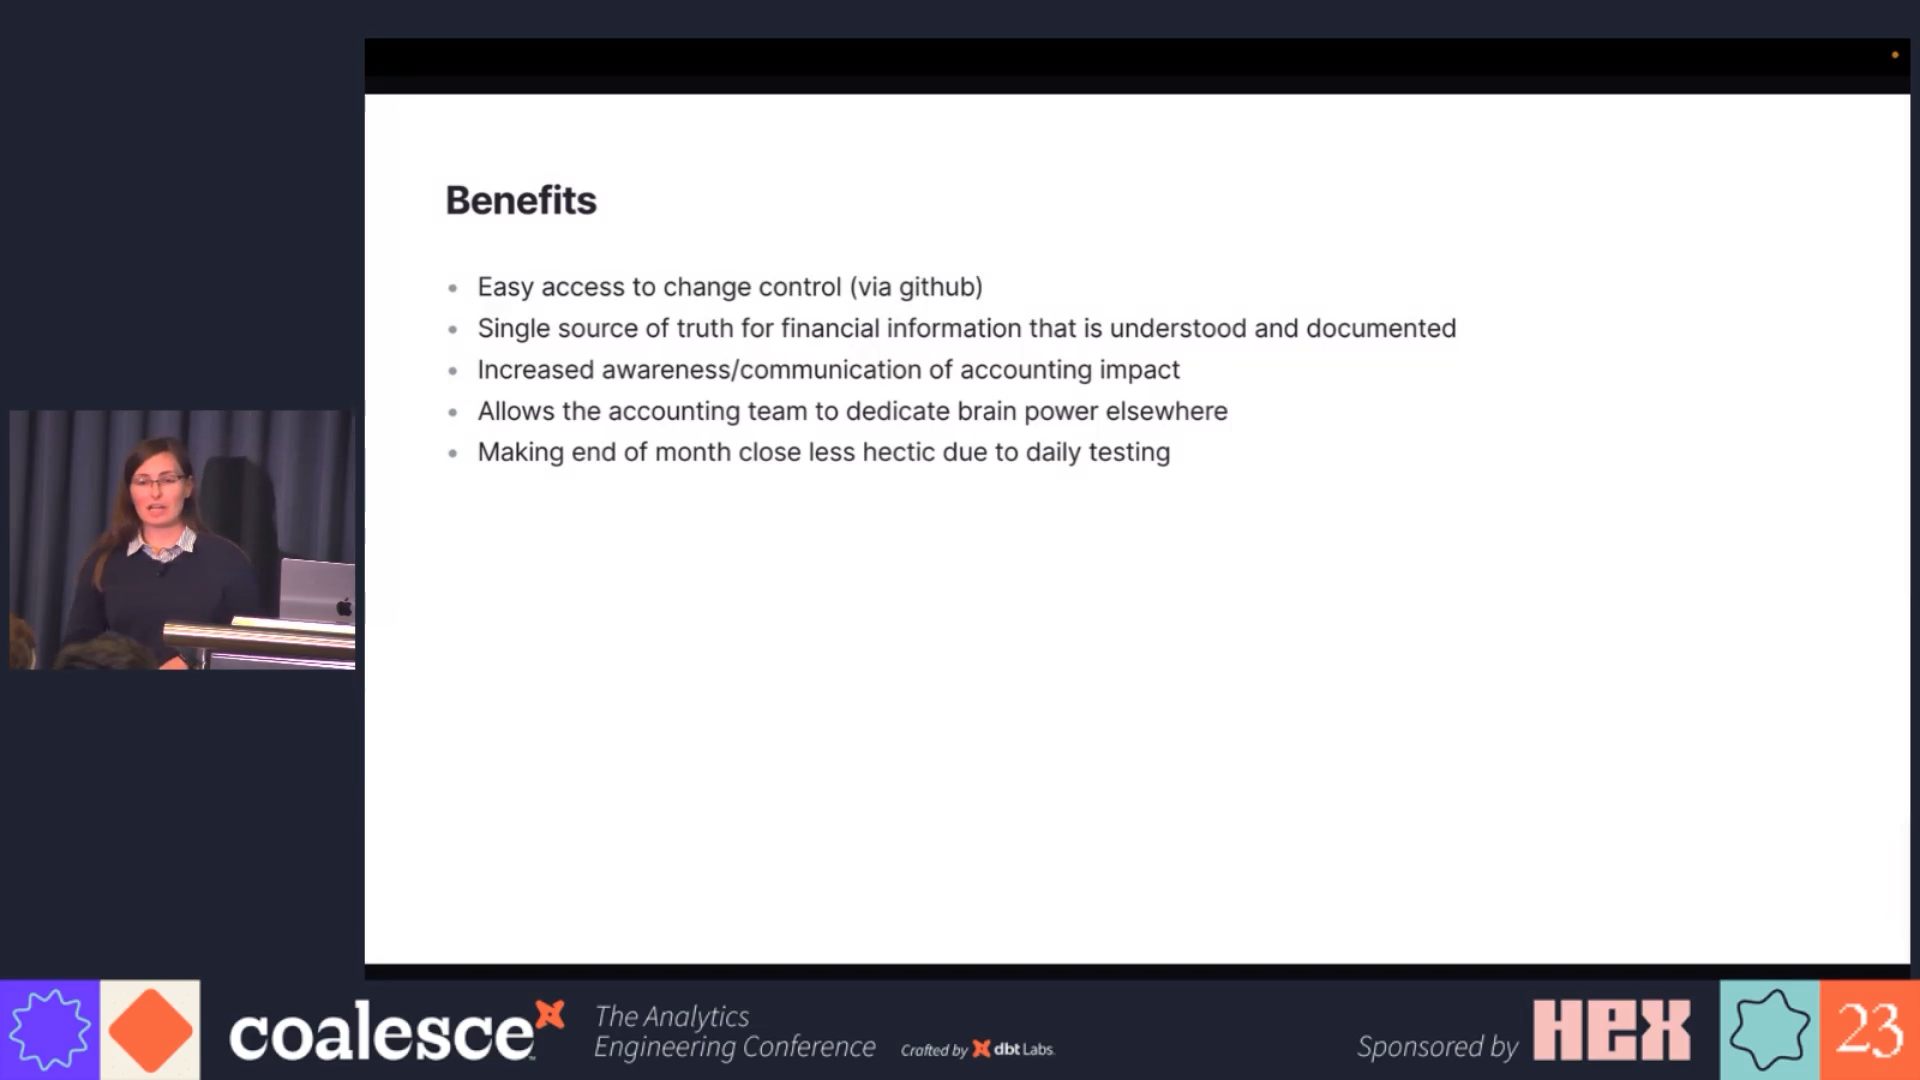 Benefits
Easy access to change control (via github)
Single source of truth for financial information that is understood and documented
Increased awareness/communication of accounting impact
Allows the accounting team to dedicate brain power elsewhere
Making end of month close less hectic due to daily testing
coalesce
The Analytics
Engineering Conference
Crafted by dbt Labs
Sponsored by
HEX
23